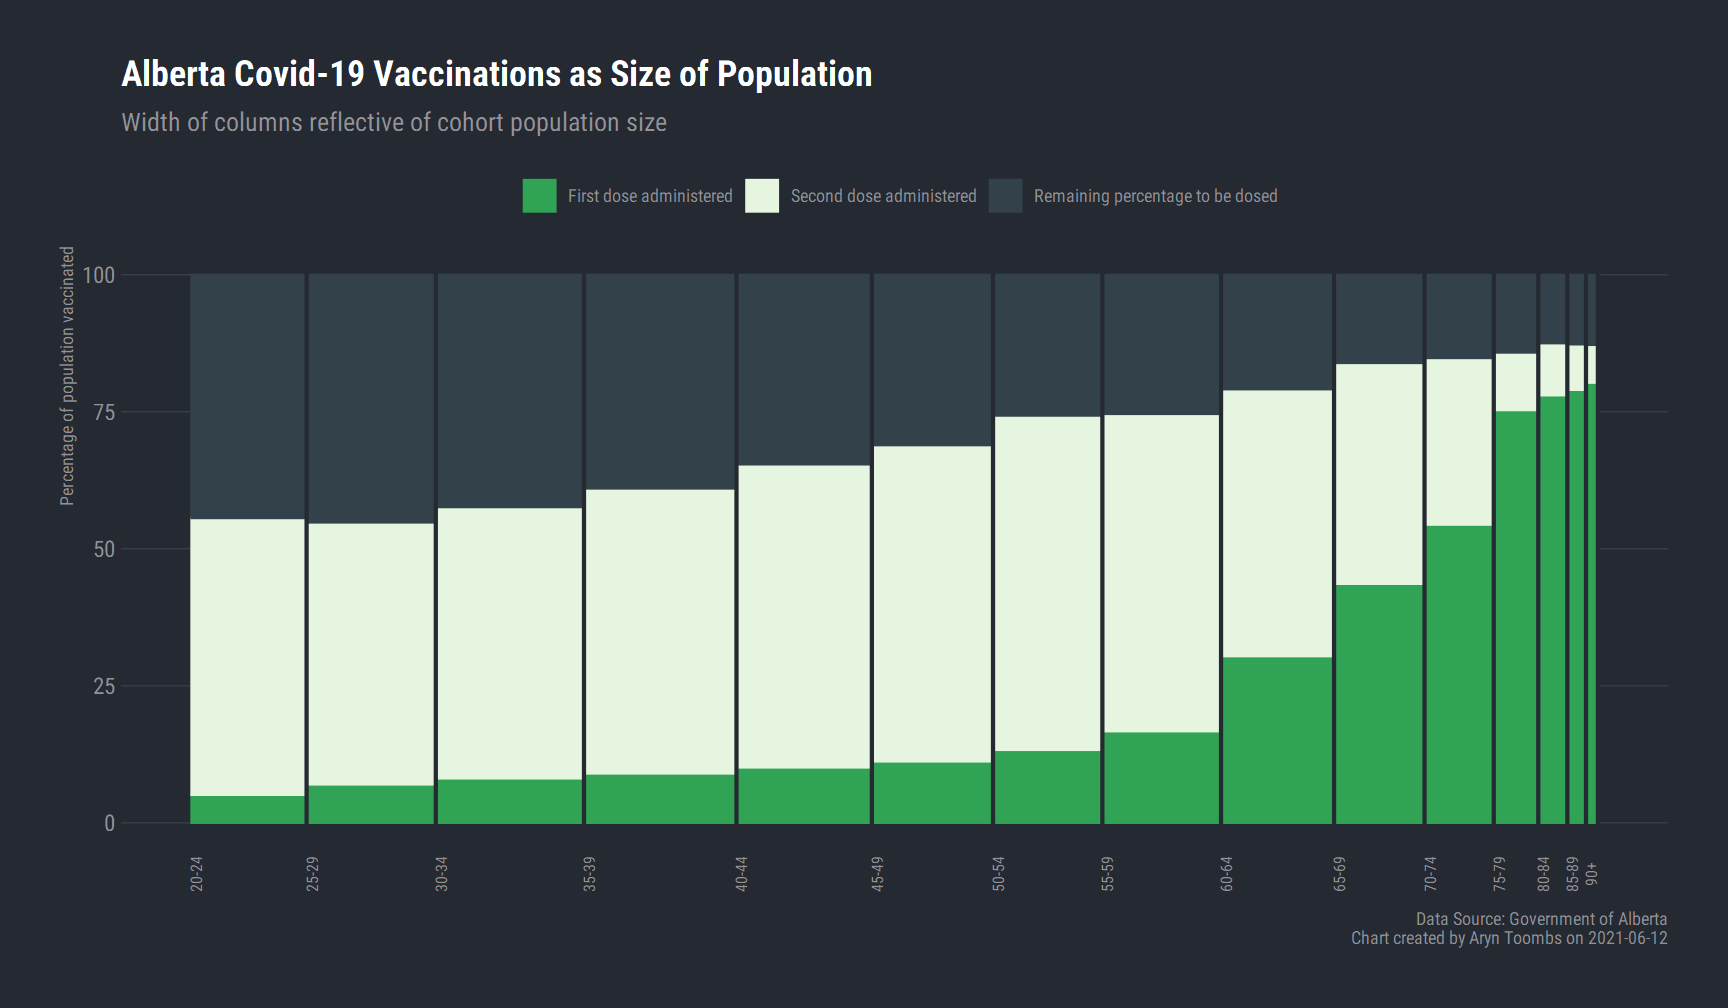 Alberta Covid-19 Vaccinations as Size of Population
Width of columns reflective of cohort population size
First dose administered
Second dose administered
Remaining percentage to be dosed
Percentage of population vaccinated
100
75
50
25
0
20-24
25-29
30-34
35-39
40-44
45-49
50-54
55-59
60-64
65-69
70-74
75-79
80-84
85-89
90+
Data Source: Government of Alberta
Chart created by Aryn Toombs on 2021-06-12